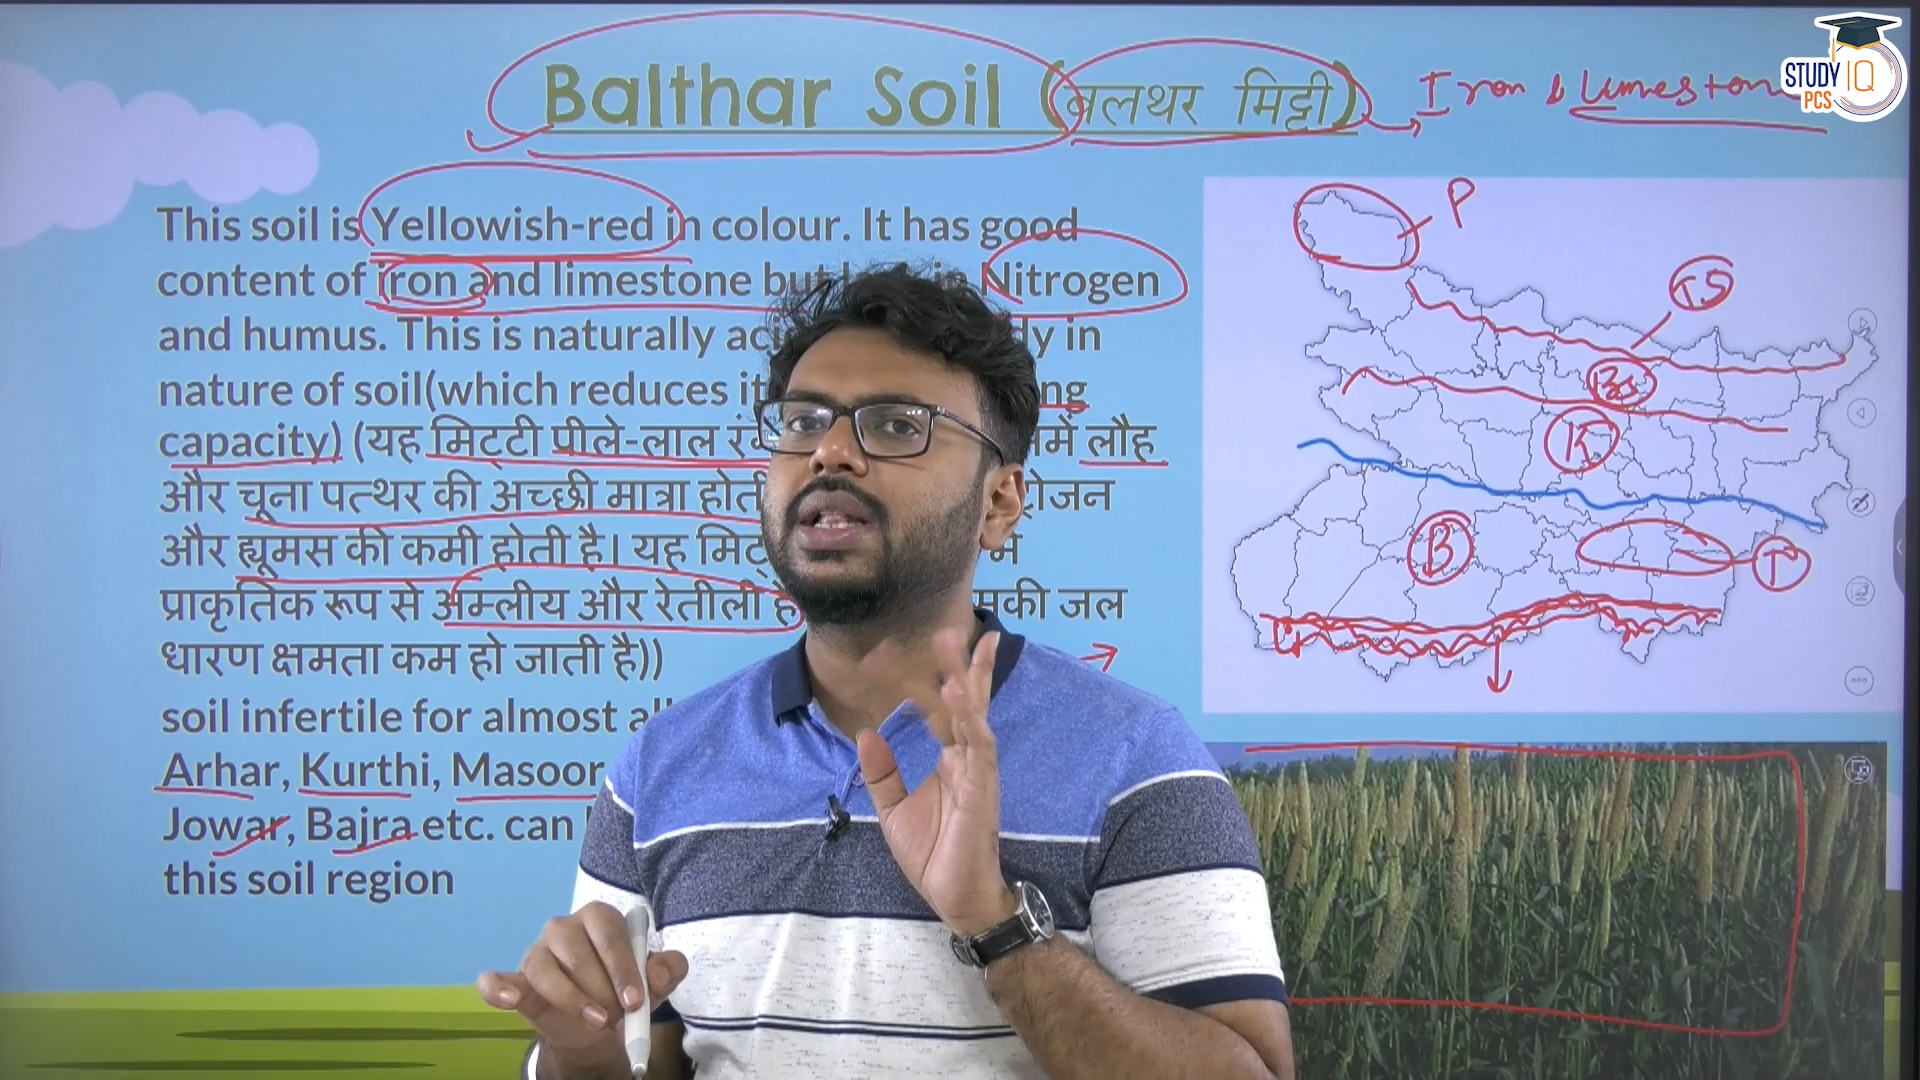 Balthar Soil (बलथर मिट्टी)
Iron & Limestone
STUDY IQ
PCS
This soil is Yellowish-red in colour. It has good
content of iron and limestone but in Nitrogen
and humus. This is naturally in
nature of soil(which reduces
capacity) (यह मिट्टी पीले-लाल लौह
और चूना पत्थर की अच्छी मात्रा
और ह्यूमस की कमी होती है। यह
प्राकृतिक रूप से अम्लीय और रेतीली जल
धारण क्षमता कम हो जाती है))
soil infertile for almost
Arhar, Kurthi, Masoor
Jowar, Bajra etc. can
this soil region
P
TS
BS
K
B
T